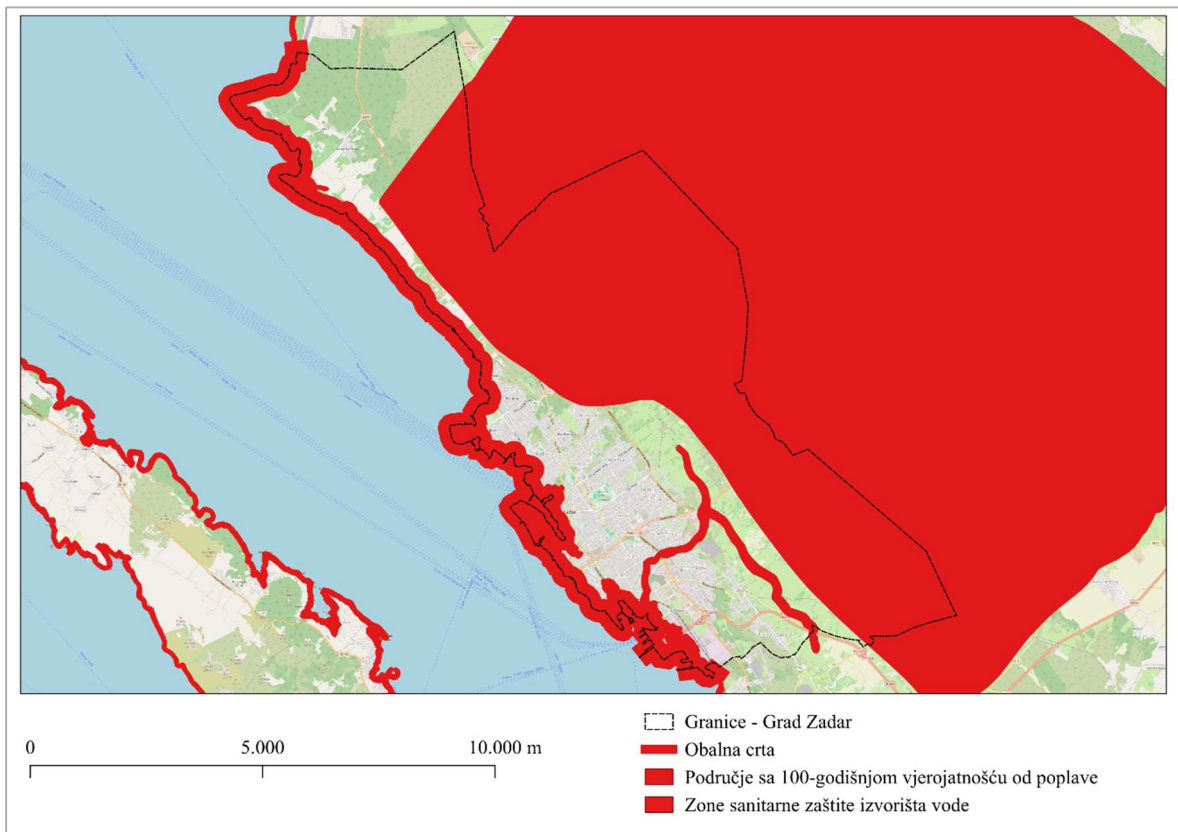 0
5.000
10.000 m
Granice - Grad Zadar
Obalna crta
Područje sa 100-godišnjom vjerojatnošću od poplave
Zone sanitarne zaštite izvorišta vode